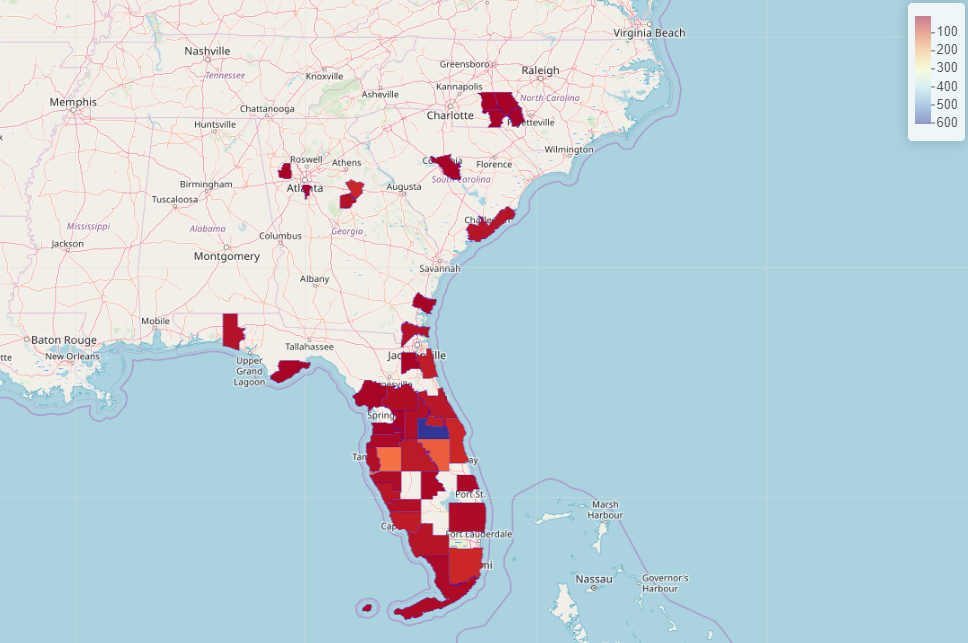 Virginia Beach
100
200
300
400
500
600
Nashville
Tennessee
Knoxville
Greensboro
Raleigh
Memphis
Asheville
Kannapolis
North Carolina
Chattanooga
Charlotte
Huntsville
Wilmington
Roswell
Athens
Florence
Birmingham
Atlanta
Augusta
South Carolina
Tuscaloosa
Mississippi
Alabama
Columbus
Georgia
Jackson
Montgomery
Savannah
Albany
Mobile
Baton Rouge
Tallahassee
New Orleans
Upper
Grand
Lagoon
Spring
Port St.
Marsh
Harbour
Fort Lauderdale
Nassau
Governor's
Harbour